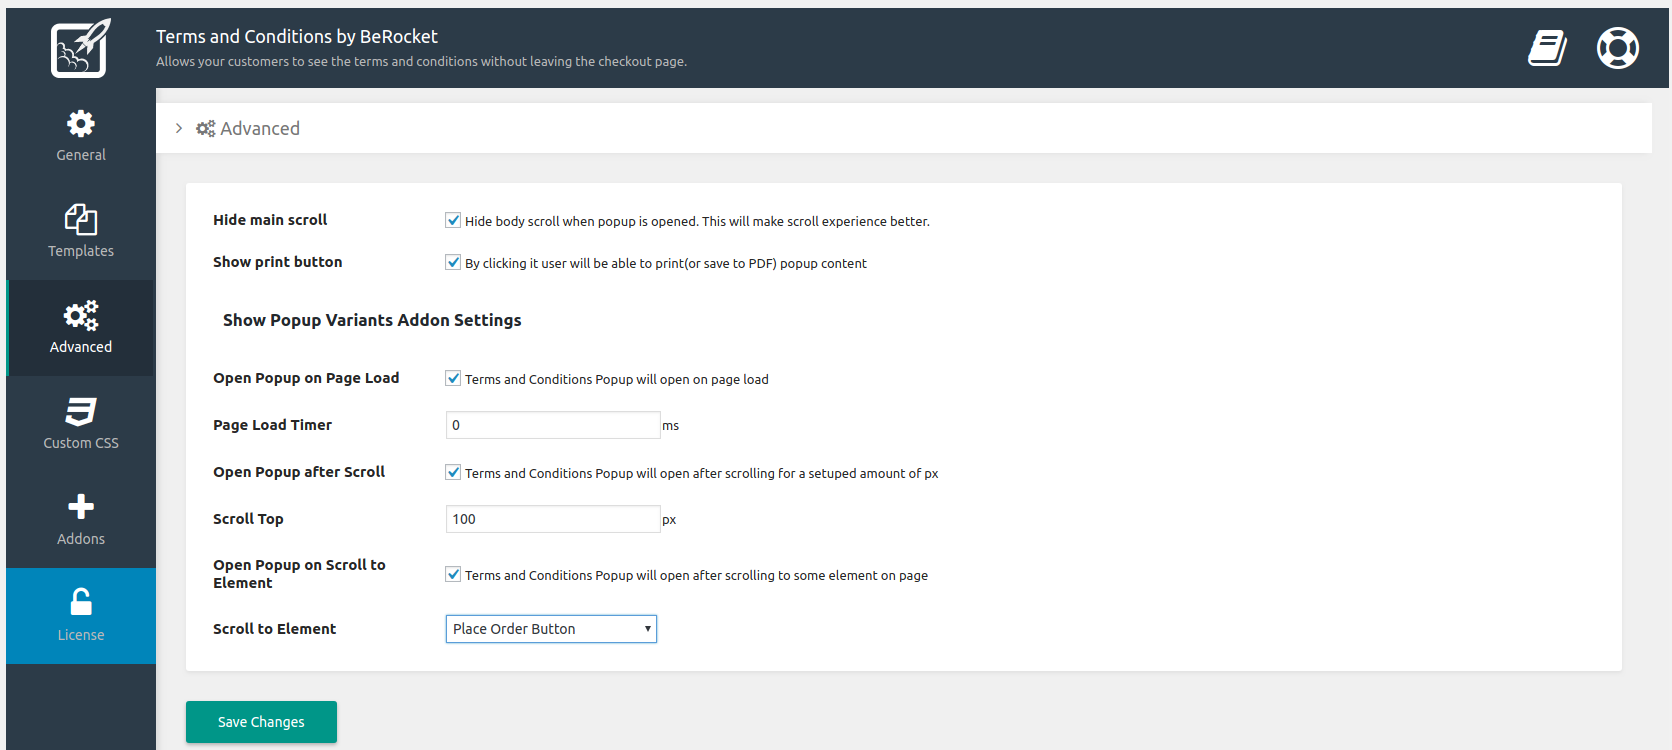 Terms and Conditions by BeRocket
Allows your customers to see the terms and conditions without leaving the checkout page.
General
Templates
Advanced
Custom CSS
Addons
License
Advanced
Hide main scroll
Hide body scroll when popup is opened. This will make scroll experience better.
Show print button
By clicking it user will be able to print(or save to PDF) popup content
Show Popup Variants Addon Settings
Open Popup on Page Load
Terms and Conditions Popup will open on page load
Page Load Timer
0 ms
Open Popup after Scroll
Terms and Conditions Popup will open after scrolling for a setuped amount of px
Scroll Top
100 px
Open Popup on Scroll to
Element
Terms and Conditions Popup will open after scrolling to some element on page
Scroll to Element
Place Order Button
Save Changes